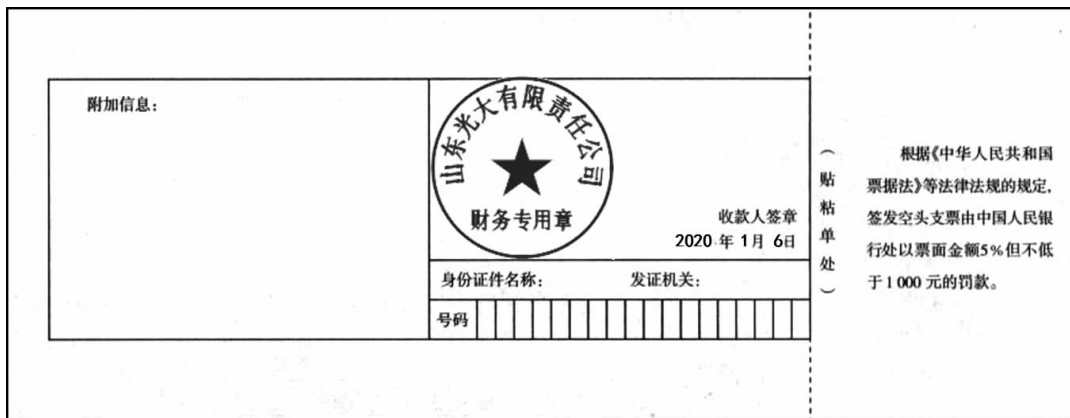 附加信息：
山东光大有限责任公司
财务专用章
收款人签章
2020 年 1月 6日
身份证件名称： 发证机关：
号码
（贴粘单处）
根据《中华人民共和国
票据法》等法律法规的规定，
签发空头支票由中国人民银
行处以票面金额5%但不低
于1 000 元的罚款。